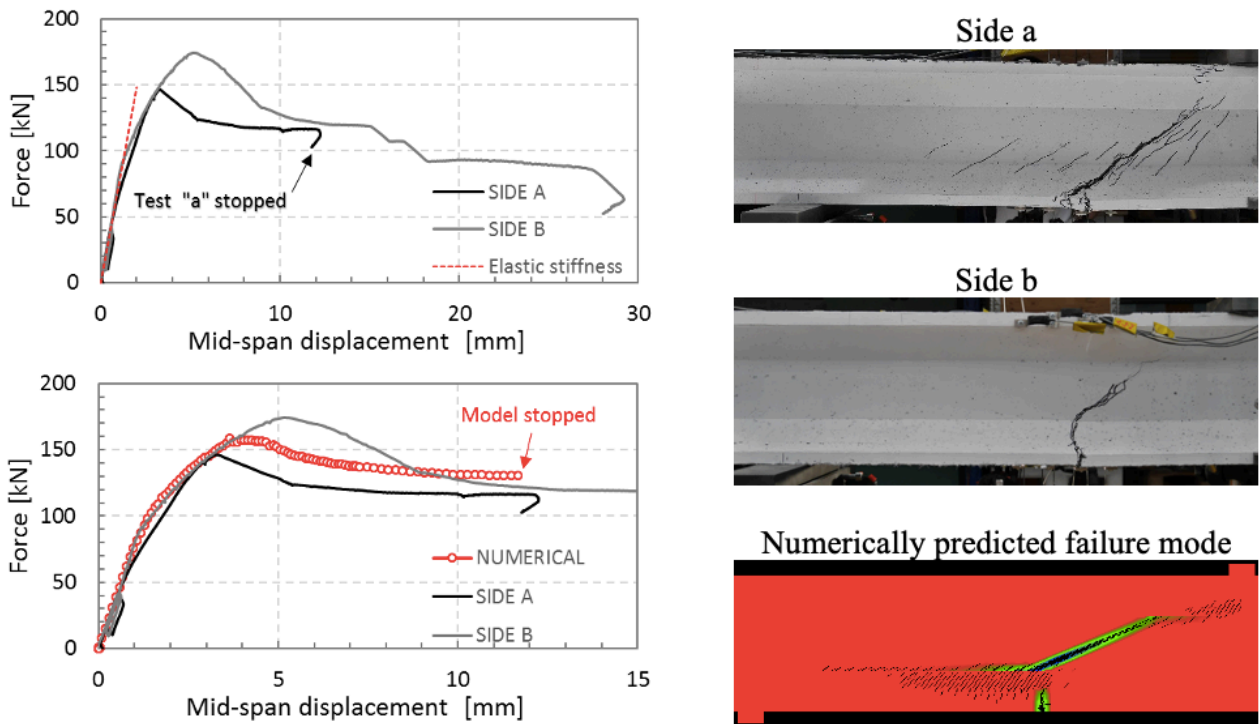 200
150
100
50
0
Force [kN]
Test "a" stopped
SIDE A
SIDE B
Elastic stiffness
0
10
20
30
Mid-span displacement [mm]
200
150
100
50
0
Force [kN]
Model stopped
NUMERICAL
SIDE A
SIDE B
0
5
10
15
Mid-span displacement [mm]
Side a
Side b
Numerically predicted failure mode